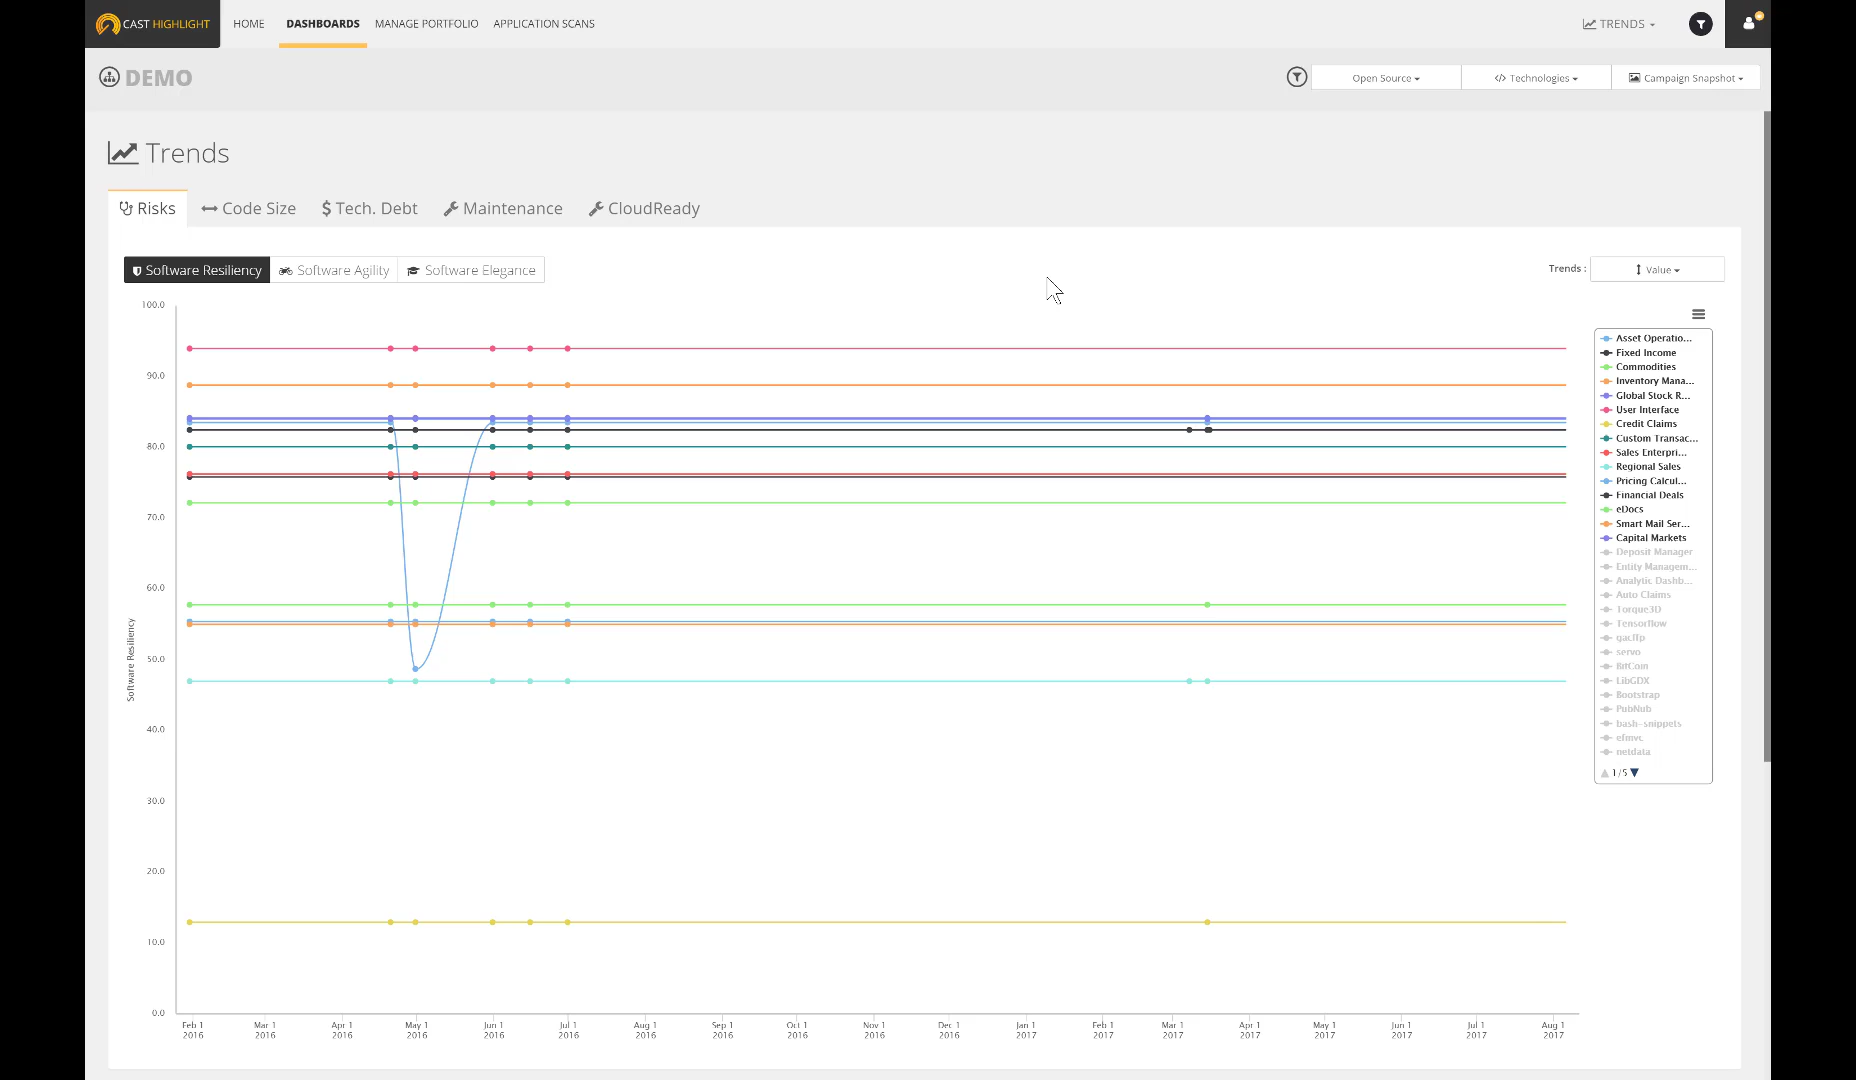 CAST HIGHLIGHT HOME DASHBOARDS MANAGE PORTFOLIO APPLICATION SCANS TRENDS
DEMO Open Source </> Technologies Campaign Snapshot
Trends
Risks Code Size $ Tech. Debt Maintenance CloudReady
Software Resiliency Software Agility Software Elegance Trends : Value
100.0
90.0
80.0
70.0
60.0
50.0
40.0
30.0
20.0
10.0
0.0
Software Resiliency
Feb 1 Mar 1 Apr 1 May 1 Jun 1 Jul 1 Aug 1 Sep 1 Oct 1 Nov 1 Dec 1 Jan 1 Feb 1 Mar 1 Apr 1 May 1 Jun 1 Jul 1 Aug 1
2016 2016 2016 2016 2016 2016 2016 2016 2016 2016 2016 2017 2017 2017 2017 2017 2017 2017 2017
Asset Operatio...
Fixed Income
Commodities
Inventory Mana...
Global Stock R...
User Interface
Credit Claims
Custom Transac...
Sales Enterpri...
Regional Sales
Pricing Calcul...
Financial Deals
eDocs
Smart Mail Ser...
Capital Markets
Deposit Manager
Entity Managem...
Analytic Dashb...
Auto Claims
Torque3D
Tensorflow
servo
BitCoin
LibGDX
Bootstrap
PubNub
bash-snippets
efmvc
netdata
1/5